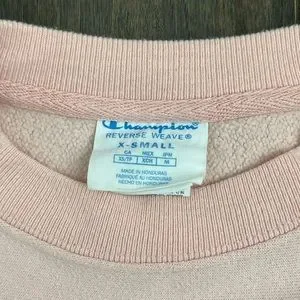 Champion
REVERSE WEAVE®
X-SMALL
CA MEX JPN
XS/TP XCH M
MADE IN HONDURAS
FABRIQUÉ AU HONDURAS
HECHO EN HONDURAS